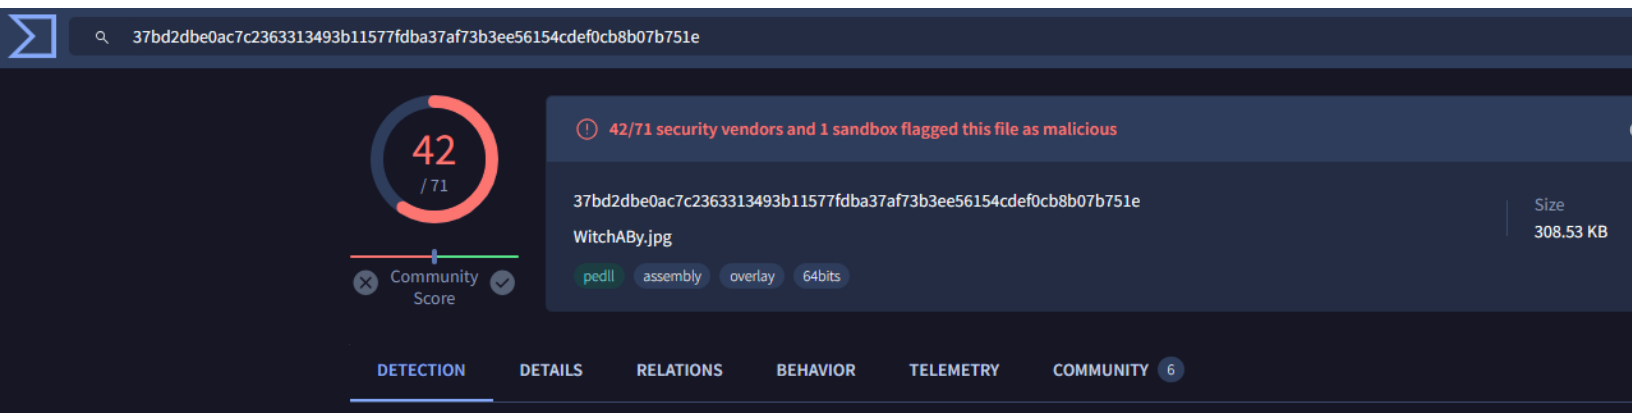 37bd2dbe0ac7c2363313493b11577fdba37af73b3ee56154cdef0cb8b07b751e
42
/ 71
Community
Score
42/71 security vendors and 1 sandbox flagged this file as malicious
37bd2dbe0ac7c2363313493b11577fdba37af73b3ee56154cdef0cb8b07b751e
WitchABy.jpg
pedll assembly overlay 64bits
Size
308.53 KB
DETECTION DETAILS RELATIONS BEHAVIOR TELEMETRY COMMUNITY 6